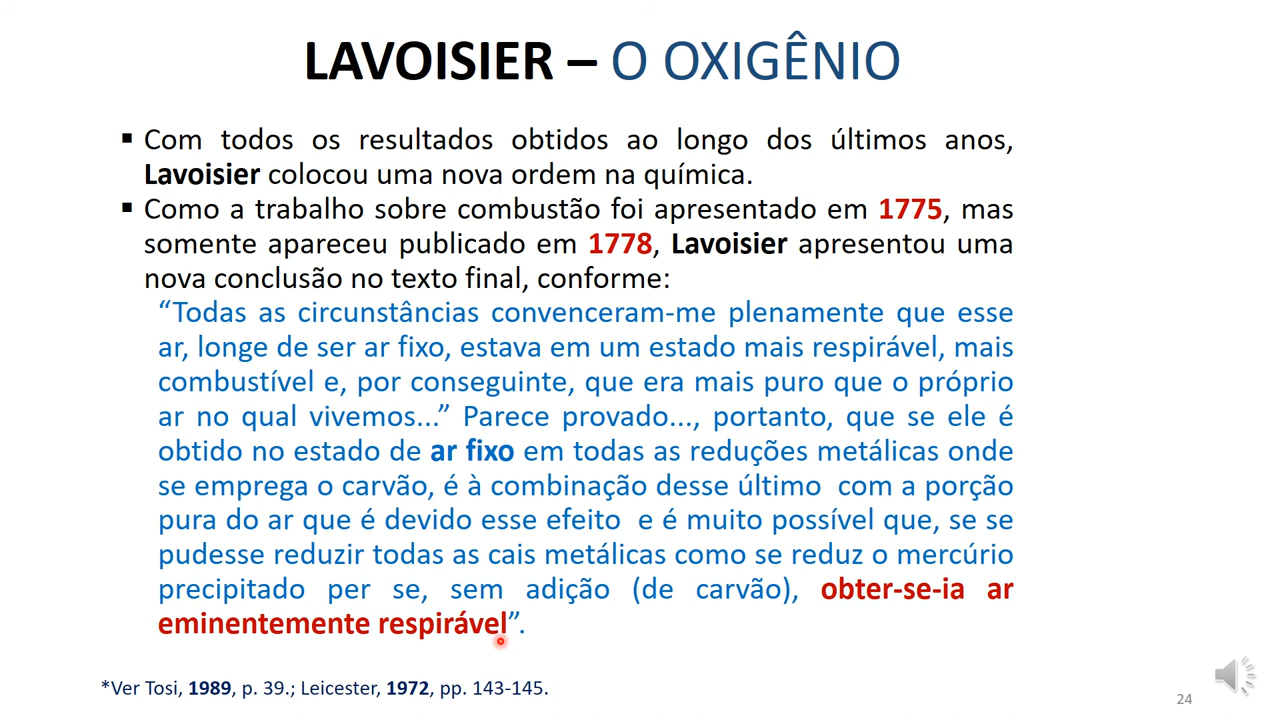 LAVOISIER – O OXIGÊNIO
▪ Com todos os resultados obtidos ao longo dos últimos anos,
Lavoisier colocou uma nova ordem na química.
▪ Como a trabalho sobre combustão foi apresentado em 1775, mas
somente apareceu publicado em 1778, Lavoisier apresentou uma
nova conclusão no texto final, conforme:
“Todas as circunstâncias convenceram-me plenamente que esse
ar, longe de ser ar fixo, estava em um estado mais respirável, mais
combustível e, por conseguinte, que era mais puro que o próprio
ar no qual vivemos...” Parece provado..., portanto, que se ele é
obtido no estado de ar fixo em todas as reduções metálicas onde
se emprega o carvão, é à combinação desse último com a porção
pura do ar que é devido esse efeito e é muito possível que, se se
pudesse reduzir todas as cais metálicas como se reduz o mercúrio
precipitado per se, sem adição (de carvão), obter-se-ia ar
eminentemente respirável”.
*Ver Tosi, 1989, p. 39.; Leicester, 1972, pp. 143-145.
24